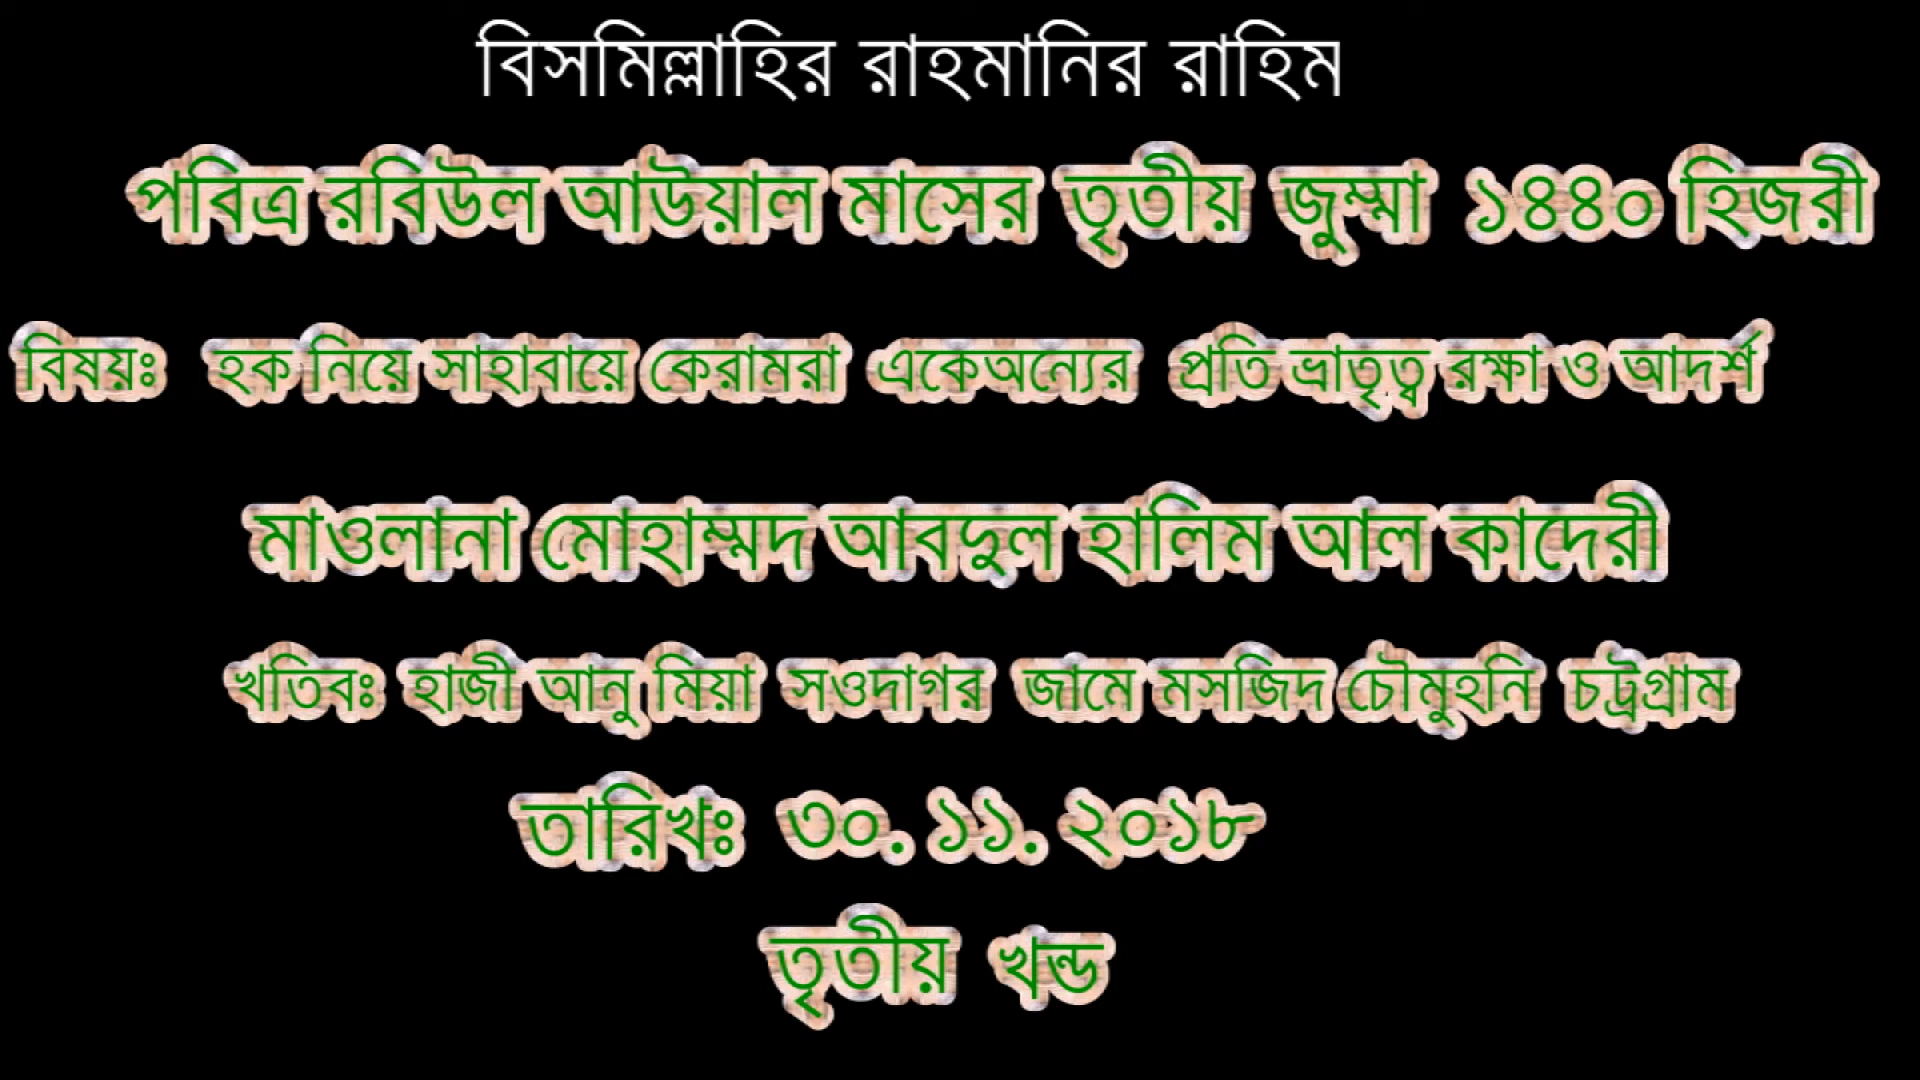 বিসমিল্লাহির রাহমানির রাহিম
পবিত্র রবিউল আউয়াল মাসের তৃতীয় জুম্মা ১৪৪০ হিজরী
বিষয়ঃ হক নিয়ে সাহাবায়ে কেরামরা একেঅন্যের প্রতি ভ্রাতৃত্ব রক্ষা ও আদর্শ
মাওলানা মোহাম্মদ আবদুল হালিম আল কাদেরী
খতিবঃ হাজী আনু মিয়া সওদাগর জামে মসজিদ চৌমুহনি চট্রগ্রাম
তারিখঃ ৩০. ১১. ২০১৮
তৃতীয় খন্ড